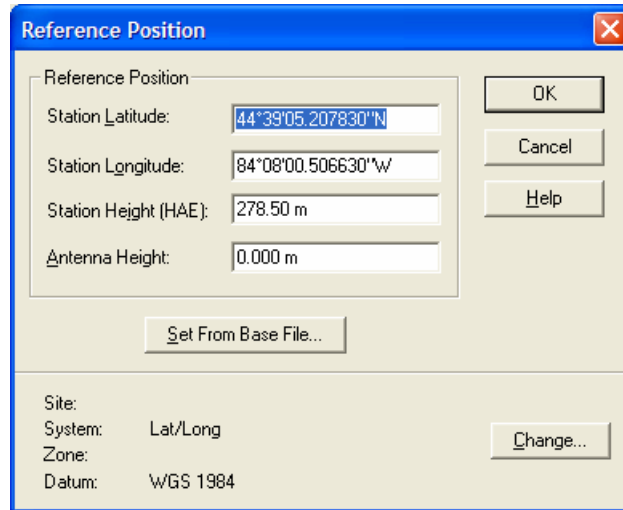 Reference Position
Reference Position
Station Latitude: 44°39'05.207830"N
Station Longitude: 84°08'00.506630"W
Station Height (HAE): 278.50 m
Antenna Height: 0.000 m
OK
Cancel
Help
Set From Base File...
Site:
System: Lat/Long
Zone:
Datum: WGS 1984
Change...